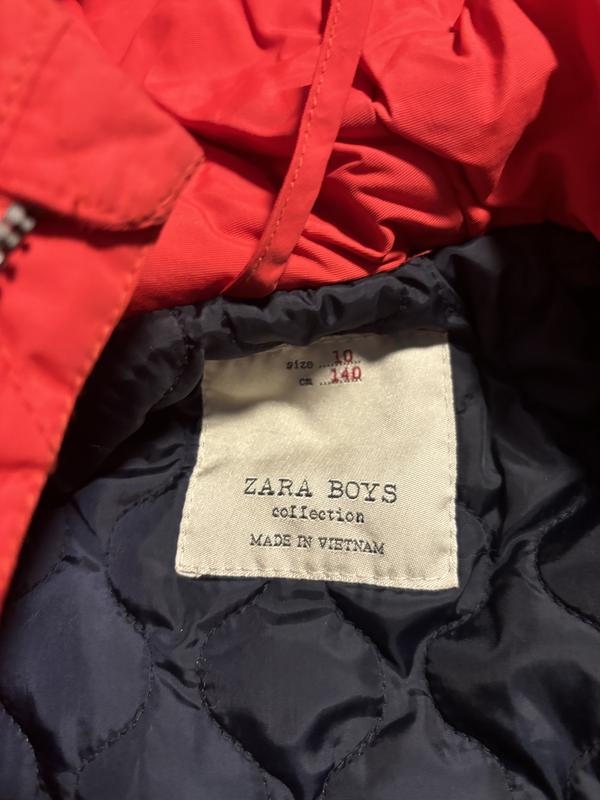 size ........ 10
cm ........ 140
ZARA BOYS
collection
MADE IN VIETNAM